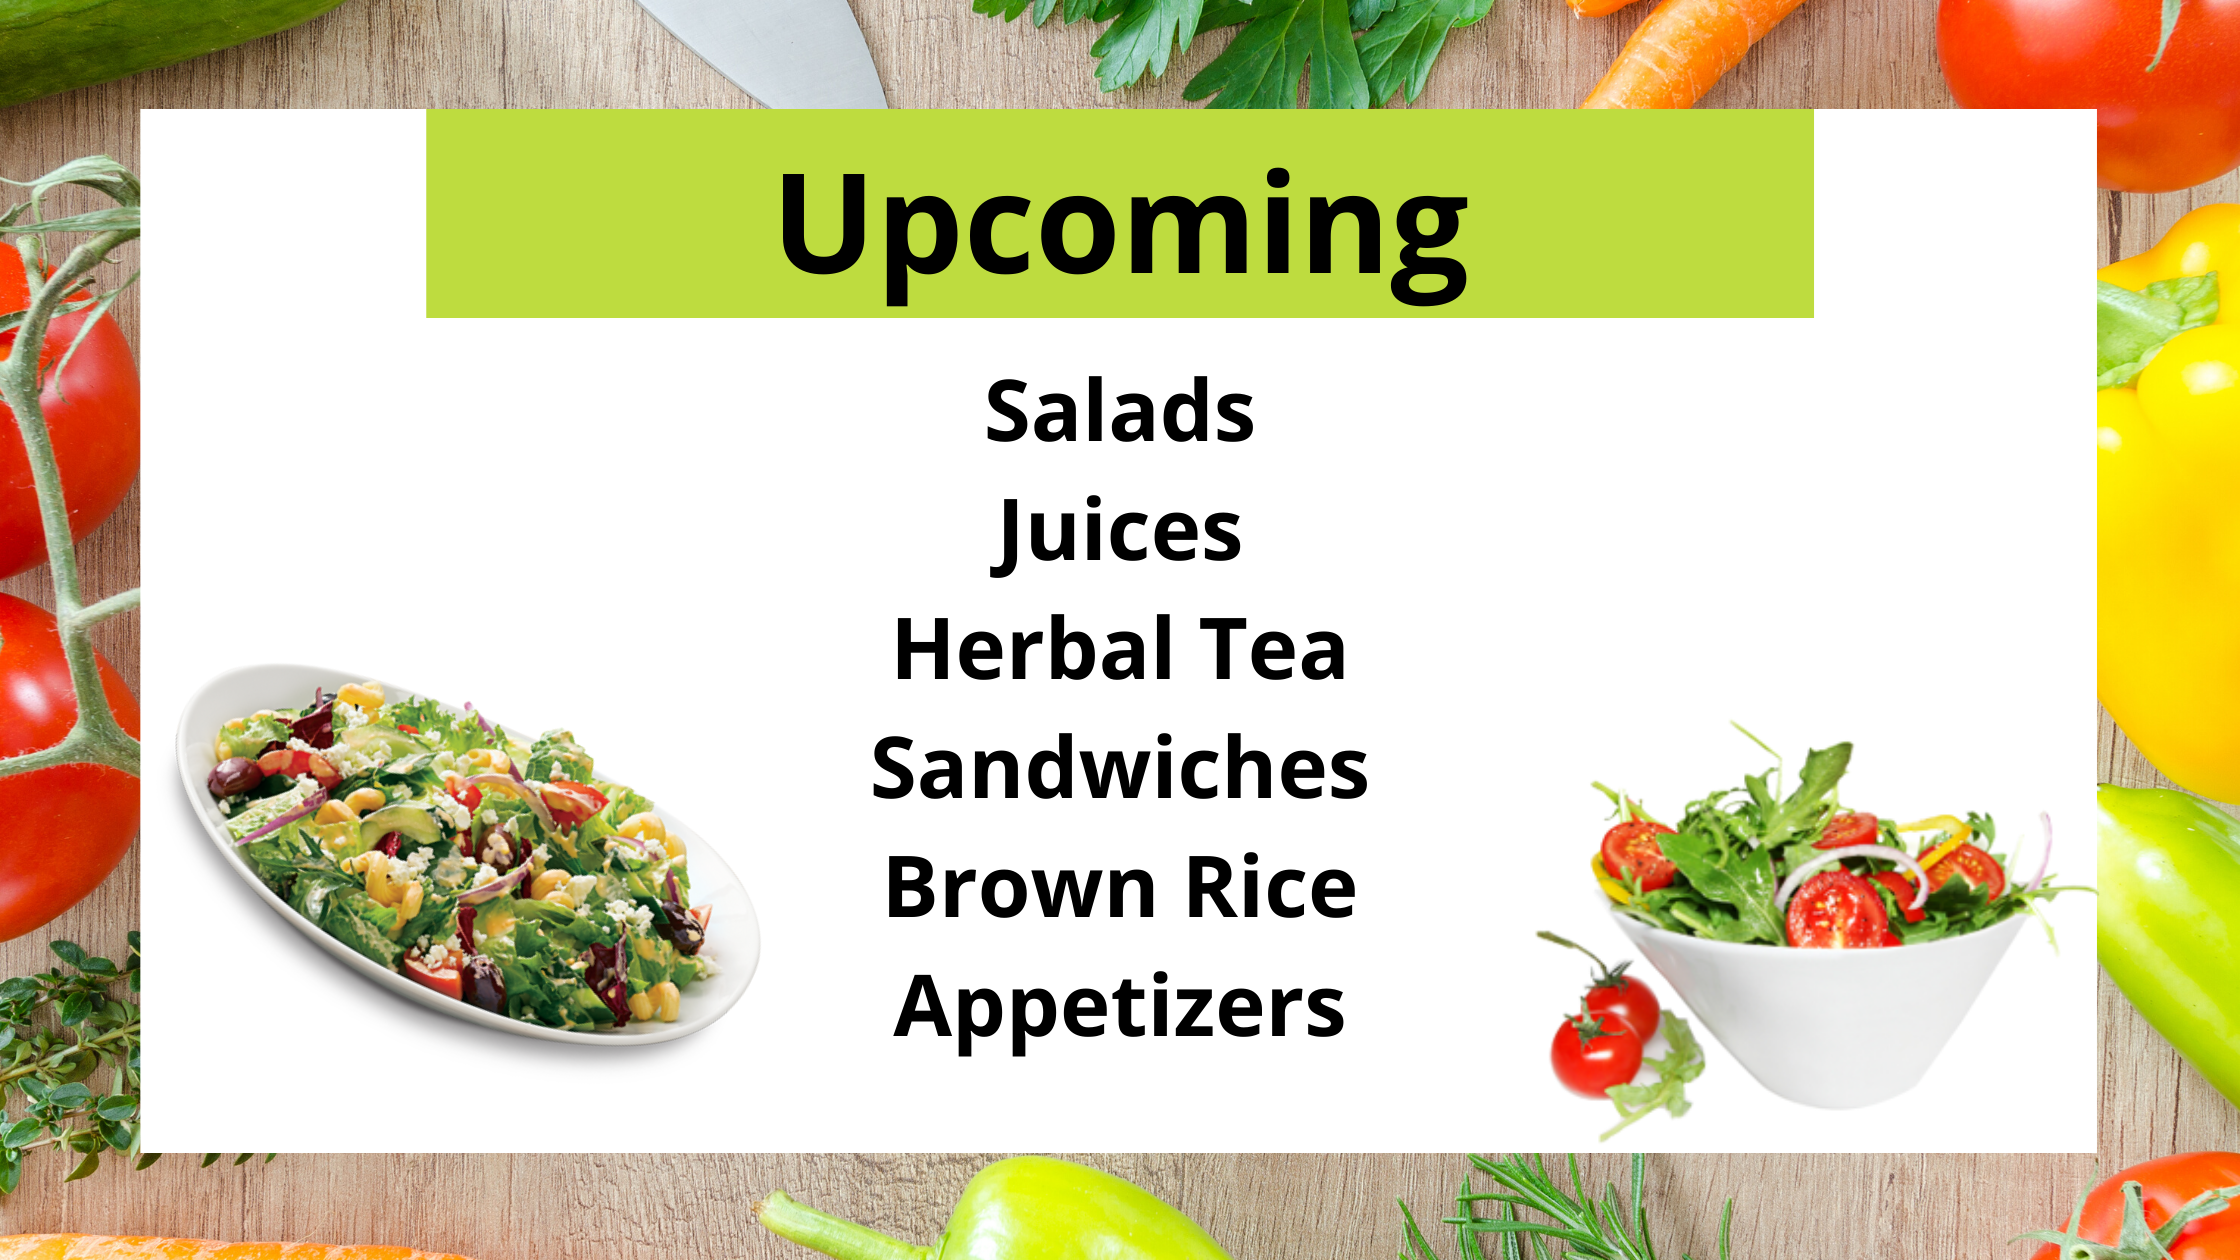 Upcoming
Salads
Juices
Herbal Tea
Sandwiches
Brown Rice
Appetizers